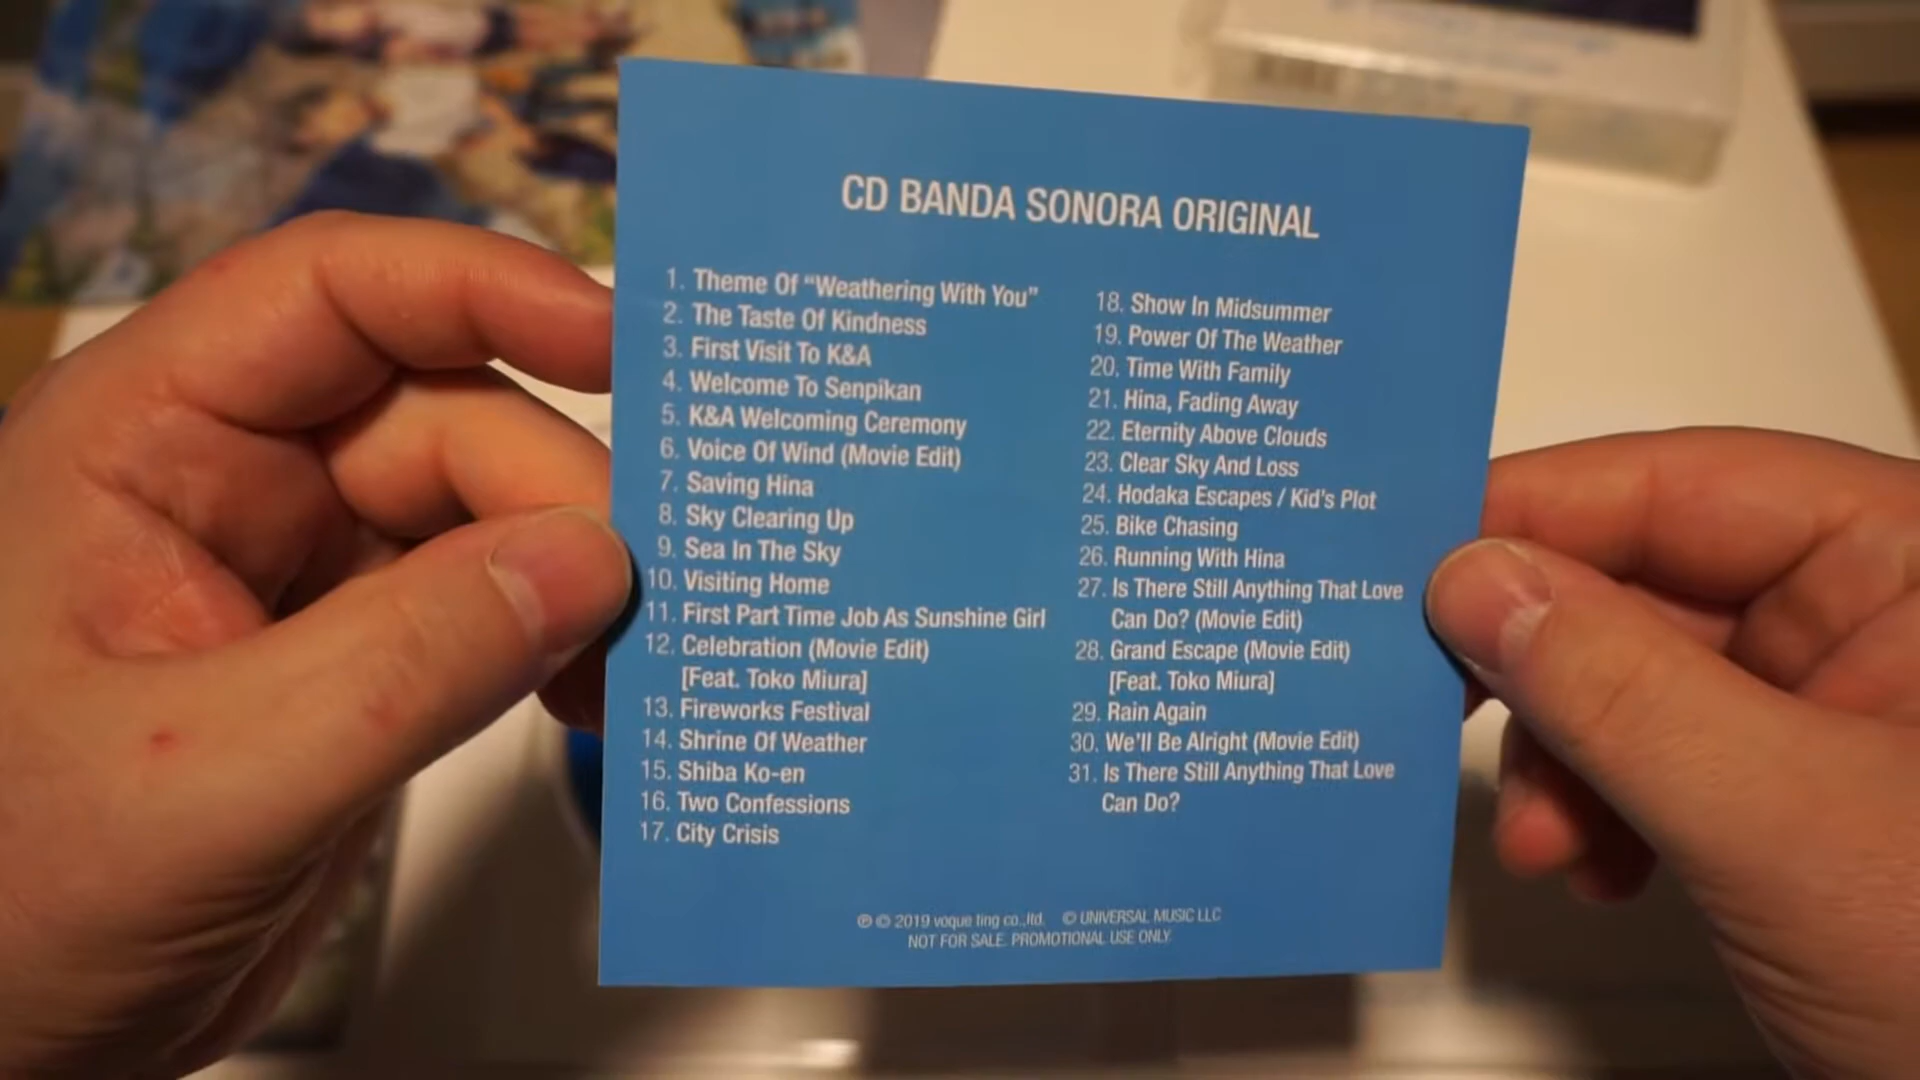 CD BANDA SONORA ORIGINAL
1. Theme Of “Weathering With You”
2. The Taste Of Kindness
3. First Visit To K&A
4. Welcome To Senpikan
5. K&A Welcoming Ceremony
6. Voice Of Wind (Movie Edit)
7. Saving Hina
8. Sky Clearing Up
9. Sea In The Sky
10. Visiting Home
11. First Part Time Job As Sunshine Girl
12. Celebration (Movie Edit)
[Feat. Toko Miura]
13. Fireworks Festival
14. Shrine Of Weather
15. Shiba Ko-en
16. Two Confessions
17. City Crisis
18. Show In Midsummer
19. Power Of The Weather
20. Time With Family
21. Hina, Fading Away
22. Eternity Above Clouds
23. Clear Sky And Loss
24. Hodaka Escapes / Kid's Plot
25. Bike Chasing
26. Running With Hina
27. Is There Still Anything That Love
Can Do? (Movie Edit)
28. Grand Escape (Movie Edit)
[Feat. Toko Miura]
29. Rain Again
30. We'll Be Alright (Movie Edit)
31. Is There Still Anything That Love
Can Do?
℗ © 2019 voque ting co.,ltd. © UNIVERSAL MUSIC LLC
NOT FOR SALE. PROMOTIONAL USE ONLY